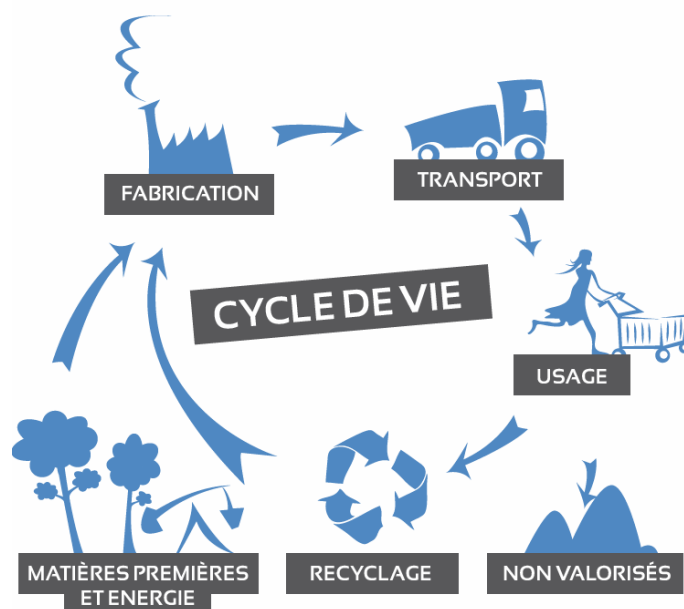 FABRICATION
TRANSPORT
CYCLE DE VIE
USAGE
MATIÈRES PREMIÈRES
ET ENERGIE
RECYCLAGE
NON VALORISÉS